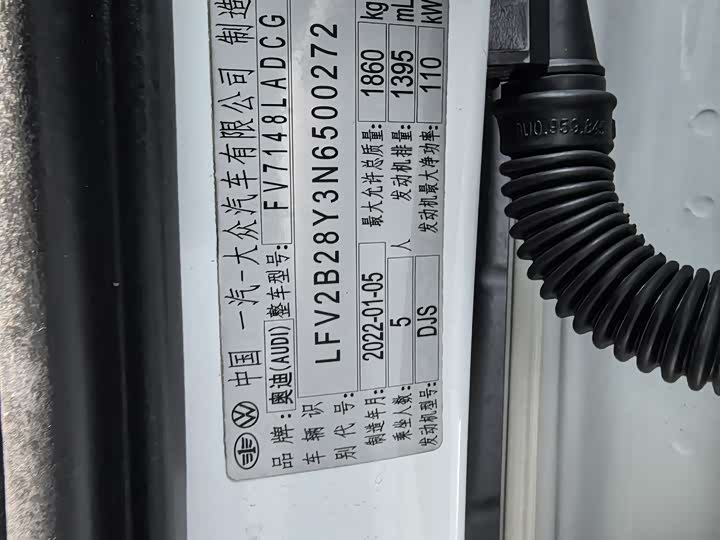 中国一汽-大众汽车有限公司 制造
品牌: 奥迪(AUDI) 整车型号: FV7148LADCG
车辆识别代号: LFV2B28Y3N6500272
制造年月: 2022-01-05 最大允许总质量: 1860 kg
乘坐人数: 5 人 发动机排量: 1395 mL
发动机型号: DJS 发动机最大净功率: 110 kW